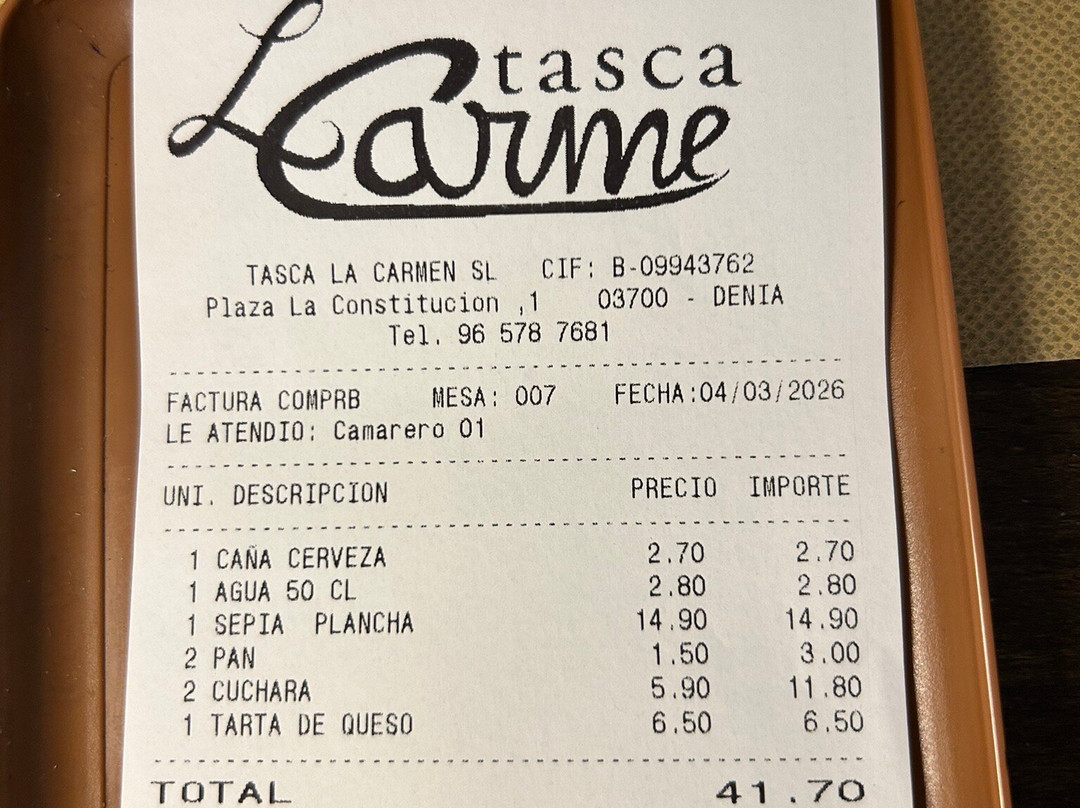 La tasca
Carme
TASCA LA CARMEN SL CIF: B-09943762
Plaza La Constitucion ,1 03700 - DENIA
Tel. 96 578 7681
FACTURA COMPRB MESA: 007 FECHA:04/03/2026
LE ATENDIO: Camarero 01
UNI. DESCRIPCION PRECIO IMPORTE
1 CAÑA CERVEZA 2.70 2.70
1 AGUA 50 CL 2.80 2.80
1 SEPIA PLANCHA 14.90 14.90
2 PAN 1.50 3.00
2 CUCHARA 5.90 11.80
1 TARTA DE QUESO 6.50 6.50
TOTAL 41.70